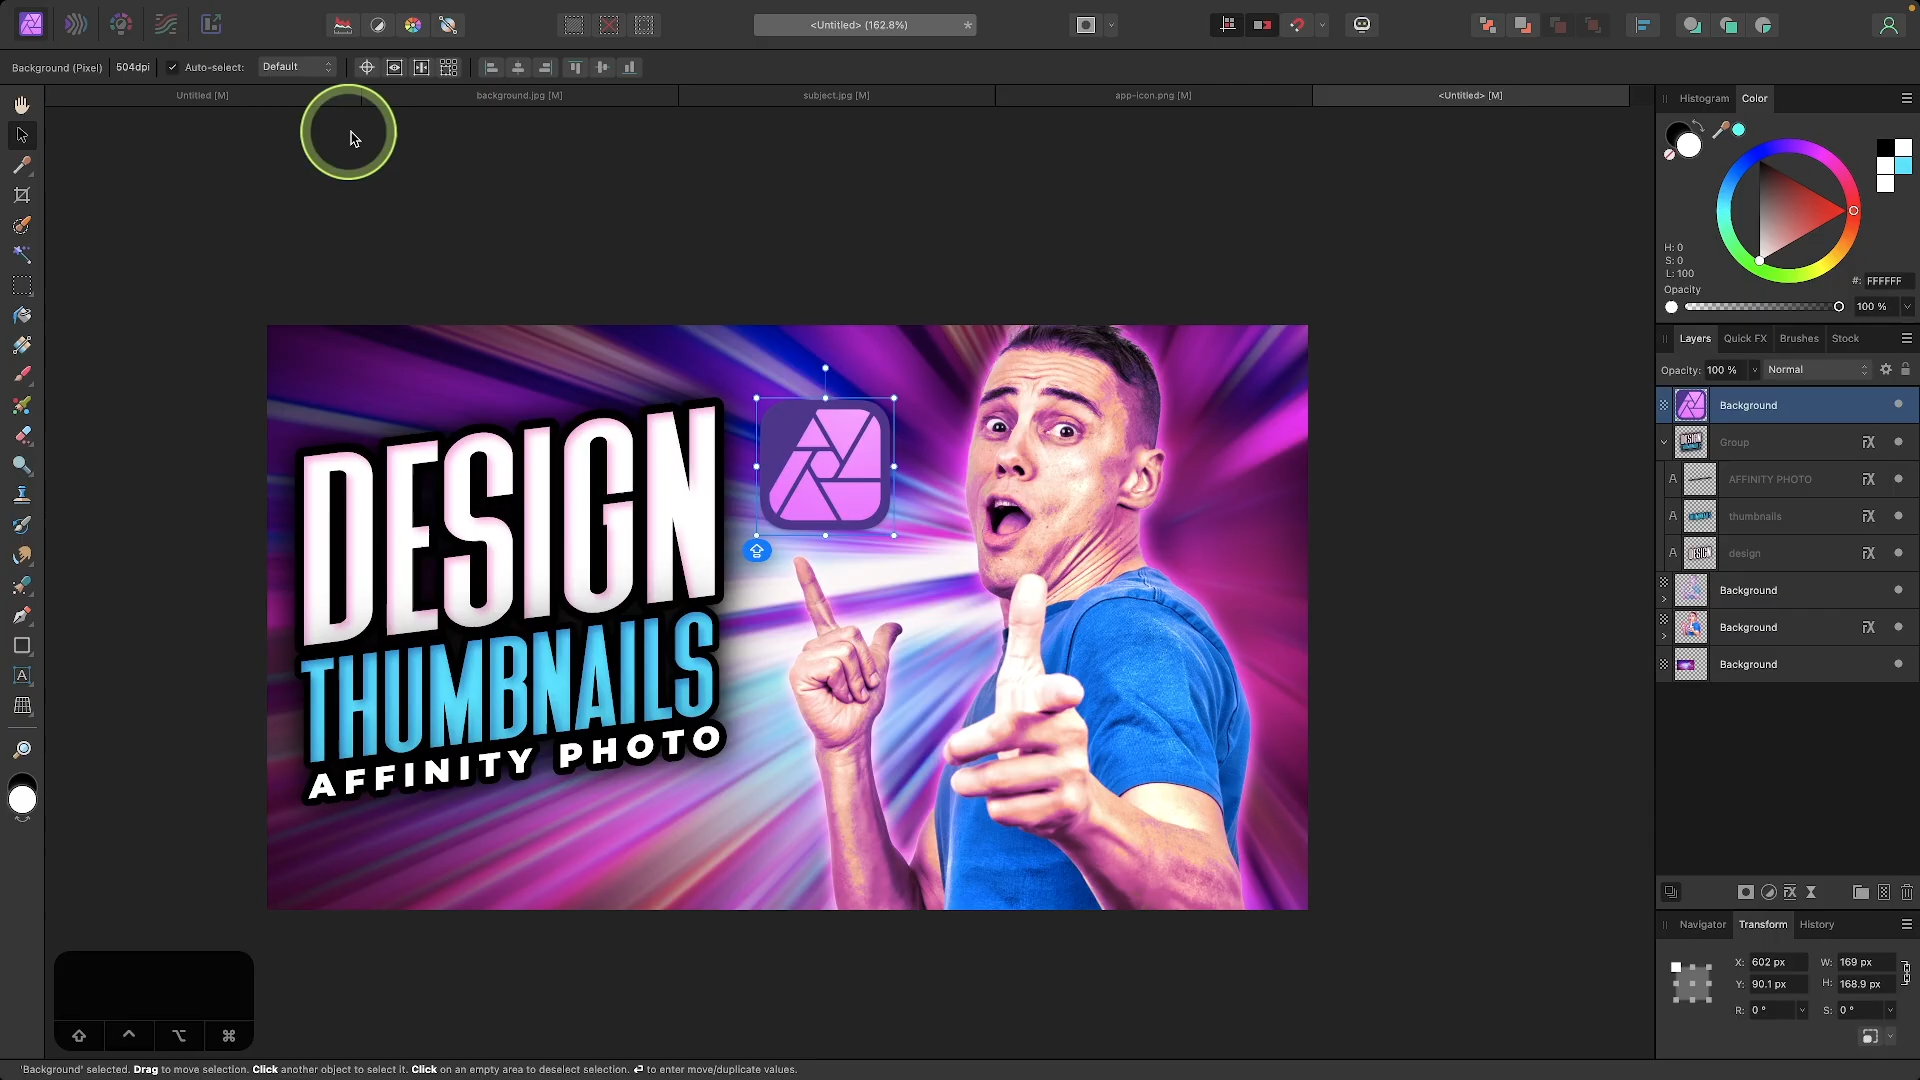 <Untitled> (162.8%)
Background (Pixel)
504dpi
Auto-select:
Default
Untitled [M]
background.jpg [M]
subject.jpg [M]
app-icon.png [M]
<Untitled> [M]
Histogram
Color
H: 0
S: 0
L: 100
#: FFFFFF
Opacity
100 %
Layers
Quick FX
Brushes
Stock
Opacity: 100 %
Normal
Background
Group
AFFINITY PHOTO
thumbnails
design
Background
Background
Background
DESIGN
THUMBNAILS
AFFINITY PHOTO
Navigator
Transform
History
X: 602 px
W: 169 px
Y: 90.1 px
H: 168.9 px
R: 0 °
S: 0 °
'Background' selected. Drag to move selection. Click another object to select it. Click on an empty area to deselect selection. ⏎ to enter move/duplicate values.